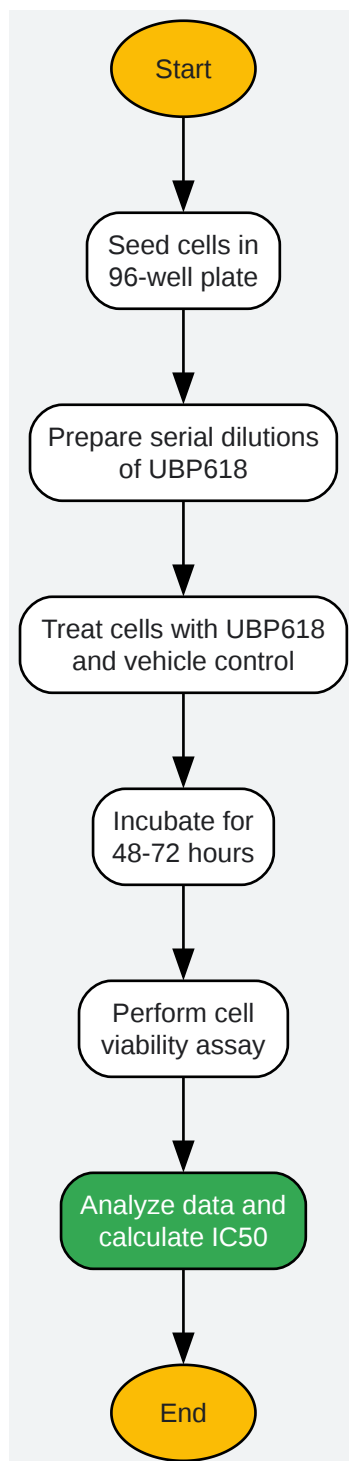 Start
Seed cells in
96-well plate
Prepare serial dilutions
of UBP618
Treat cells with UBP618
and vehicle control
Incubate for
48-72 hours
Perform cell
viability assay
Analyze data and
calculate IC50
End